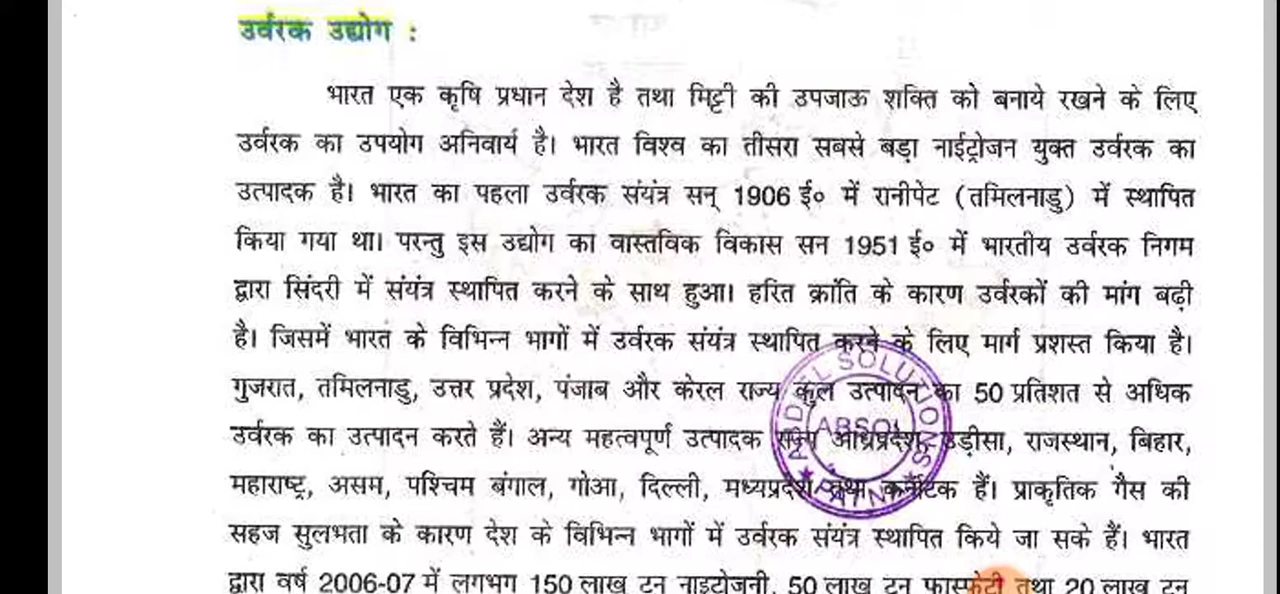 उर्वरक उद्योग :
भारत एक कृषि प्रधान देश है तथा मिट्टी की उपजाऊ शक्ति को बनाये रखने के लिए
उर्वरक का उपयोग अनिवार्य है। भारत विश्व का तीसरा सबसे बड़ा नाईट्रोजन युक्त उर्वरक का
उत्पादक है। भारत का पहला उर्वरक संयंत्र सन् 1906 ई० में रानीपेट (तमिलनाडु) में स्थापित
किया गया था। परन्तु इस उद्योग का वास्तविक विकास सन 1951 ई० में भारतीय उर्वरक निगम
द्वारा सिंदरी में संयंत्र स्थापित करने के साथ हुआ। हरित क्रांति के कारण उर्वरकों की मांग बढ़ी
है। जिसमें भारत के विभिन्न भागों में उर्वरक संयंत्र स्थापित करने के लिए मार्ग प्रशस्त किया है।
गुजरात, तमिलनाडु, उत्तर प्रदेश, पंजाब और केरल राज्य कुल उत्पादन का 50 प्रतिशत से अधिक
उर्वरक का उत्पादन करते हैं। अन्य महत्वपूर्ण उत्पादक राज्य आंध्रप्रदेश, उड़ीसा, राजस्थान, बिहार,
महाराष्ट्र, असम, पश्चिम बंगाल, गोआ, दिल्ली, मध्यप्रदेश तथा कर्नाटक हैं। प्राकृतिक गैस की
सहज सुलभता के कारण देश के विभिन्न भागों में उर्वरक संयंत्र स्थापित किये जा सके हैं। भारत
द्वारा वर्ष 2006-07 में लगभग 150 लाख टन नाइटोजनी, 50 लाख टन फास्फेटी तथा 20 लाख टन
SOLUTIONS
ABSOL
PATNA